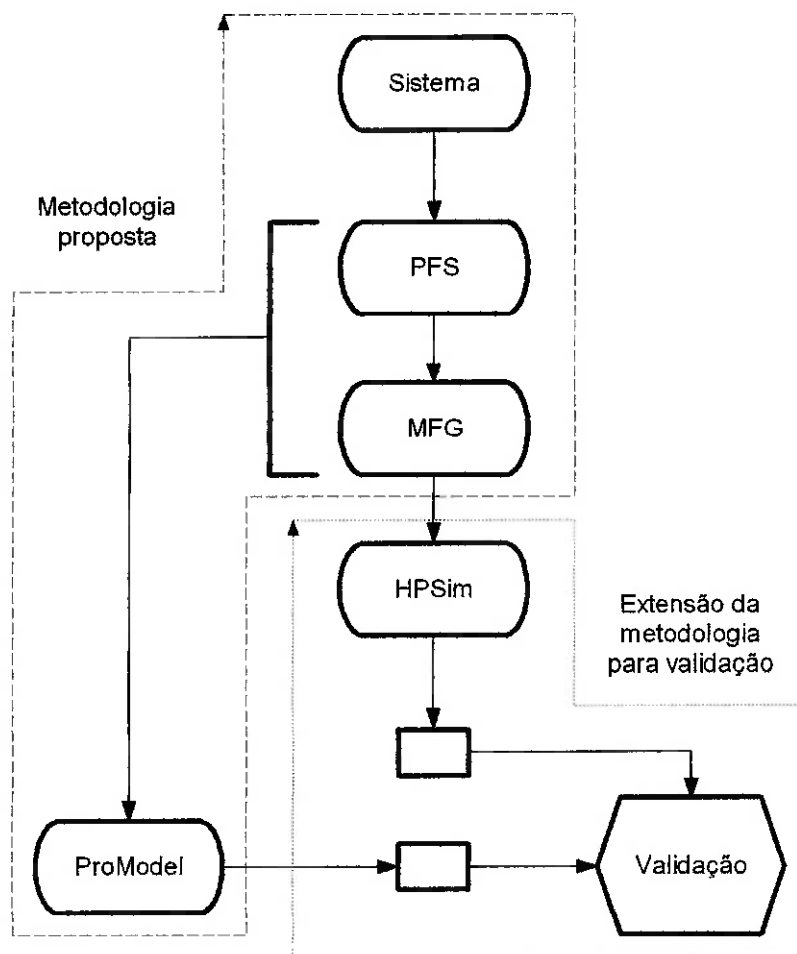 Sistema
Metodologia
proposta
PFS
MFG
HPSim
Extensão da
metodologia
para validação
ProModel
Validação